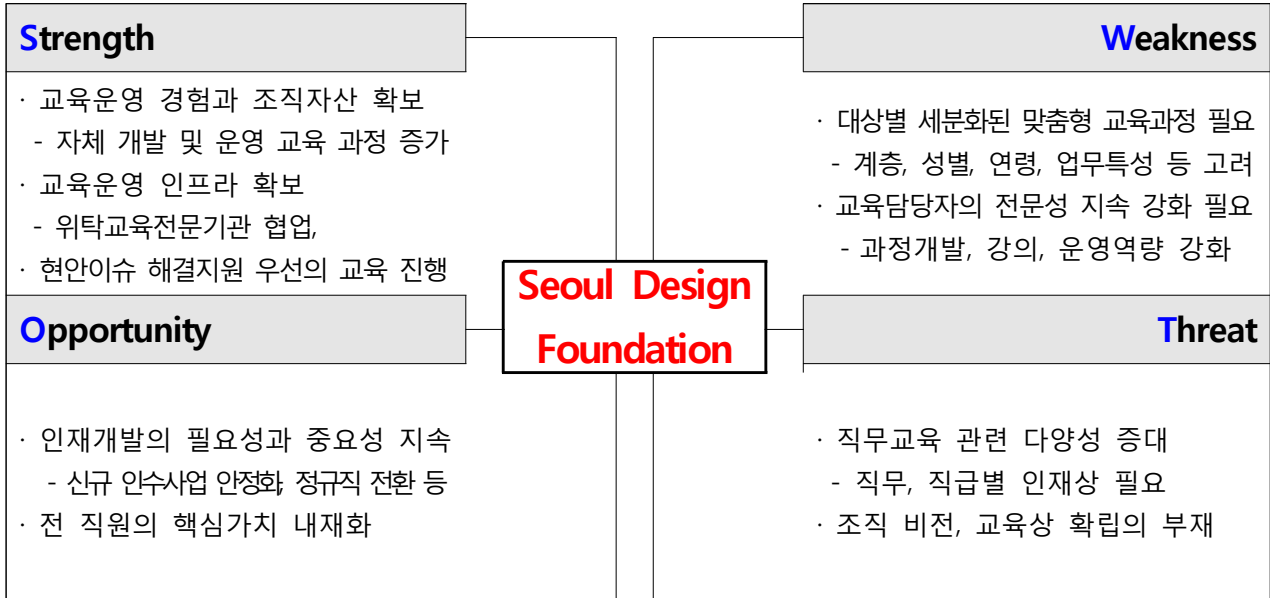 Strength
· 교육운영 경험과 조직자산 확보
- 자체 개발 및 운영 교육 과정 증가
· 교육운영 인프라 확보
- 위탁교육전문기관 협업,
· 현안이슈 해결지원 우선의 교육 진행
Weakness
· 대상별 세분화된 맞춤형 교육과정 필요
- 계층, 성별, 연령, 업무특성 등 고려
· 교육담당자의 전문성 지속 강화 필요
- 과정개발, 강의, 운영역량 강화
Seoul Design
Foundation
Opportunity
· 인재개발의 필요성과 중요성 지속
- 신규 인수사업 안정화, 정규직 전환 등
· 전 직원의 핵심가치 내재화
Threat
· 직무교육 관련 다양성 증대
- 직무, 직급별 인재상 필요
· 조직 비전, 교육상 확립의 부재